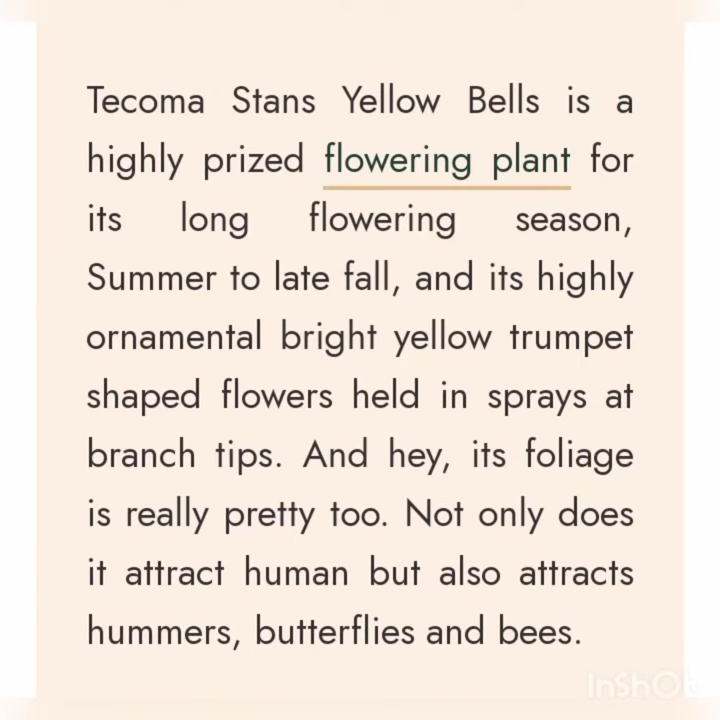 Tecoma Stans Yellow Bells is a
highly prized flowering plant for
its long flowering season,
Summer to late fall, and its highly
ornamental bright yellow trumpet
shaped flowers held in sprays at
branch tips. And hey, its foliage
is really pretty too. Not only does
it attract human but also attracts
hummers, butterflies and bees.
InShOt